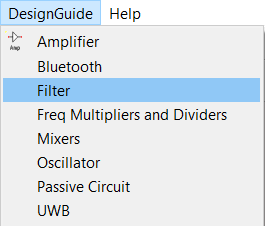 DesignGuide Help
Amp
Amplifier
Bluetooth
Filter
Freq Multipliers and Dividers
Mixers
Oscillator
Passive Circuit
UWB